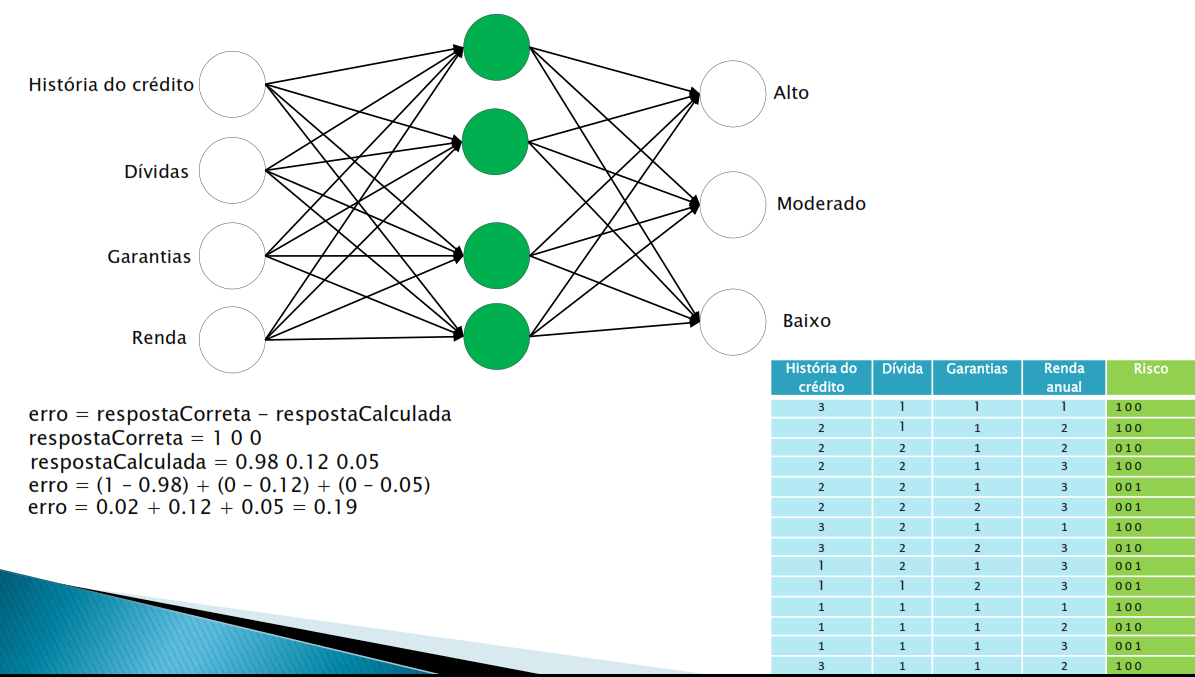 História do crédito
Dívidas
Garantias
Renda
Alto
Moderado
Baixo
erro = respostaCorreta – respostaCalculada
respostaCorreta = 1 0 0
respostaCalculada = 0.98 0.12 0.05
erro = (1 – 0.98) + (0 – 0.12) + (0 – 0.05)
erro = 0.02 + 0.12 + 0.05 = 0.19
História do crédito Dívida Garantias Renda anual Risco
3 1 1 1 1 0 0
2 1 1 2 1 0 0
2 2 1 2 0 1 0
2 2 1 3 1 0 0
2 2 1 3 0 0 1
2 2 2 3 0 0 1
3 2 1 1 1 0 0
3 2 2 3 0 1 0
1 2 1 3 0 0 1
1 1 2 3 0 0 1
1 1 1 1 1 0 0
1 1 1 2 0 1 0
1 1 1 3 0 0 1
3 1 1 2 1 0 0